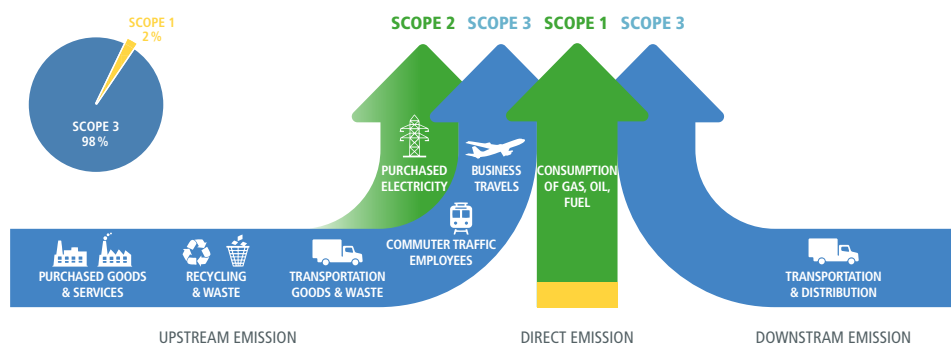 SCOPE 1
2 %
SCOPE 3
98 %
SCOPE 2
SCOPE 3
SCOPE 1
SCOPE 3
PURCHASED
ELECTRICITY
BUSINESS
TRAVELS
CONSUMPTION
OF GAS, OIL,
FUEL
COMMUTER TRAFFIC
EMPLOYEES
PURCHASED GOODS
& SERVICES
RECYCLING
& WASTE
TRANSPORTATION
GOODS & WASTE
TRANSPORTATION
& DISTRIBUTION
UPSTREAM EMISSION
DIRECT EMISSION
DOWNSTRAM EMISSION